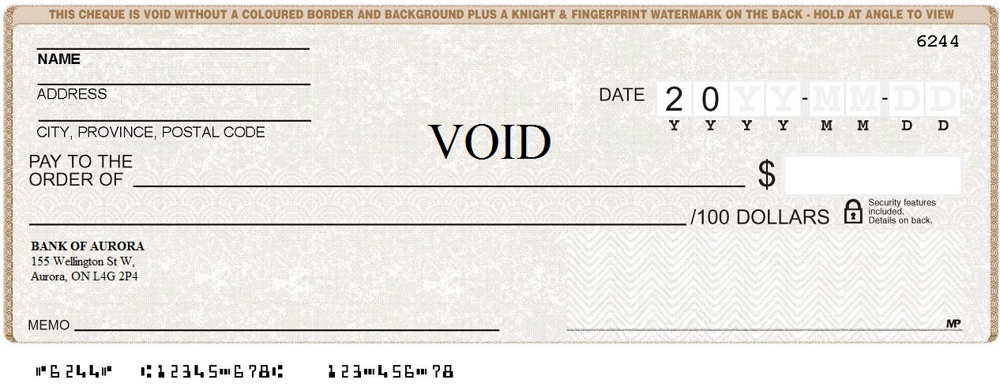 THIS CHEQUE IS VOID WITHOUT A COLOURED BORDER AND BACKGROUND PLUS A KNIGHT & FINGERPRINT WATERMARK ON THE BACK - HOLD AT ANGLE TO VIEW
6244
NAME
ADDRESS
CITY, PROVINCE, POSTAL CODE
DATE 2 0 Y Y - M M - D D
Y Y Y Y M M D D
VOID
PAY TO THE
ORDER OF
$
/100 DOLLARS
Security features
included.
Details on back.
BANK OF AURORA
155 Wellington St W,
Aurora, ON L4G 2P4
MEMO
MP
⑈6244⑈ ⑆12345⑉678⑆ 123⑉456⑉78